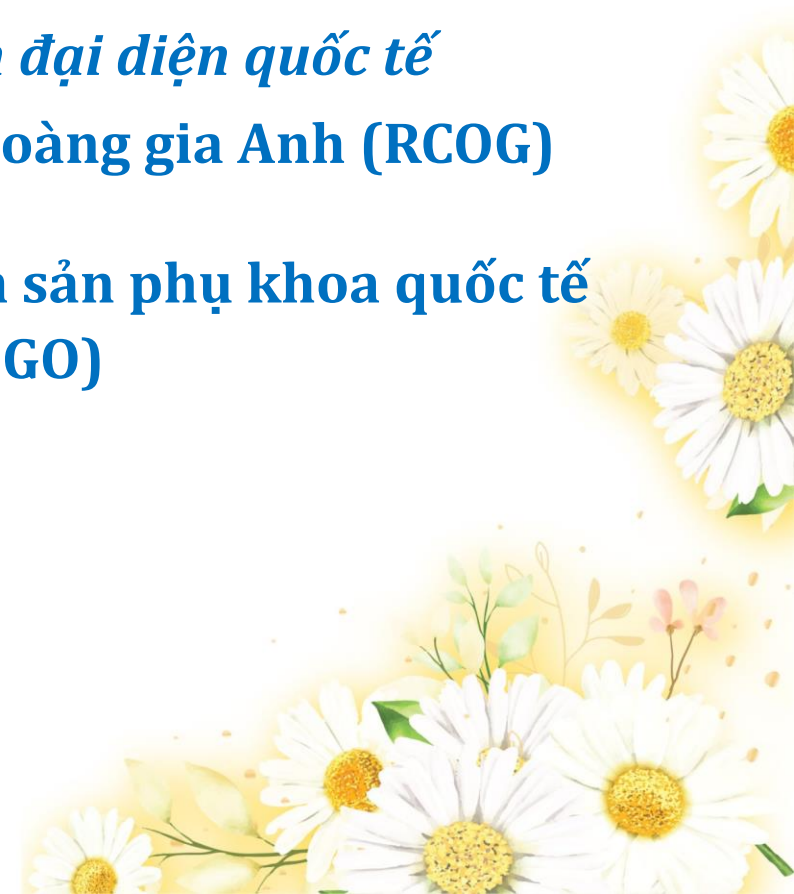 đại diện quốc tế
oàng gia Anh (RCOG)
sản phụ khoa quốc tế
GO)